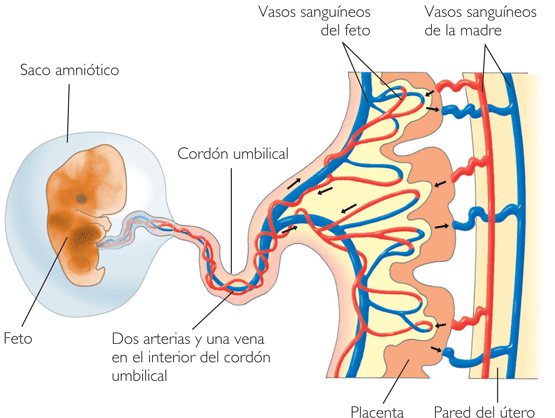 Vasos sanguíneos
del feto
Vasos sanguíneos
de la madre
Saco amniótico
Cordón umbilical
Feto
Dos arterias y una vena
en el interior del cordón
umbilical
Placenta
Pared del útero